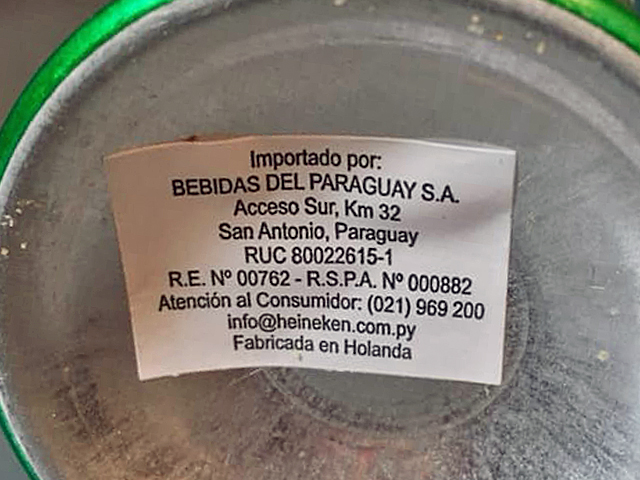 Importado por:
BEBIDAS DEL PARAGUAY S.A.
Acceso Sur, Km 32
San Antonio, Paraguay
RUC 80022615-1
R.E. Nº 00762 - R.S.P.A. Nº 000882
Atención al Consumidor: (021) 969 200
info@heineken.com.py
Fabricada en Holanda